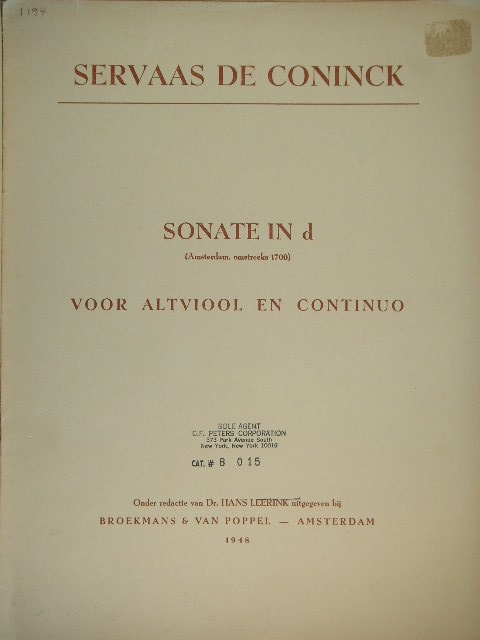 1194
SERVAAS DE CONINCK
SONATE IN d
(Amsterdam, omstreeks 1700)
VOOR ALTVIOOL EN CONTINUO
SOLE AGENT
C.F. PETERS CORPORATION
373 Park Avenue South
New York, New York 10016
CAT. # B 015
Onder redactie van Dr. HANS LEERINK uitgegeven bij
BROEKMANS & VAN POPPEL — AMSTERDAM
1948